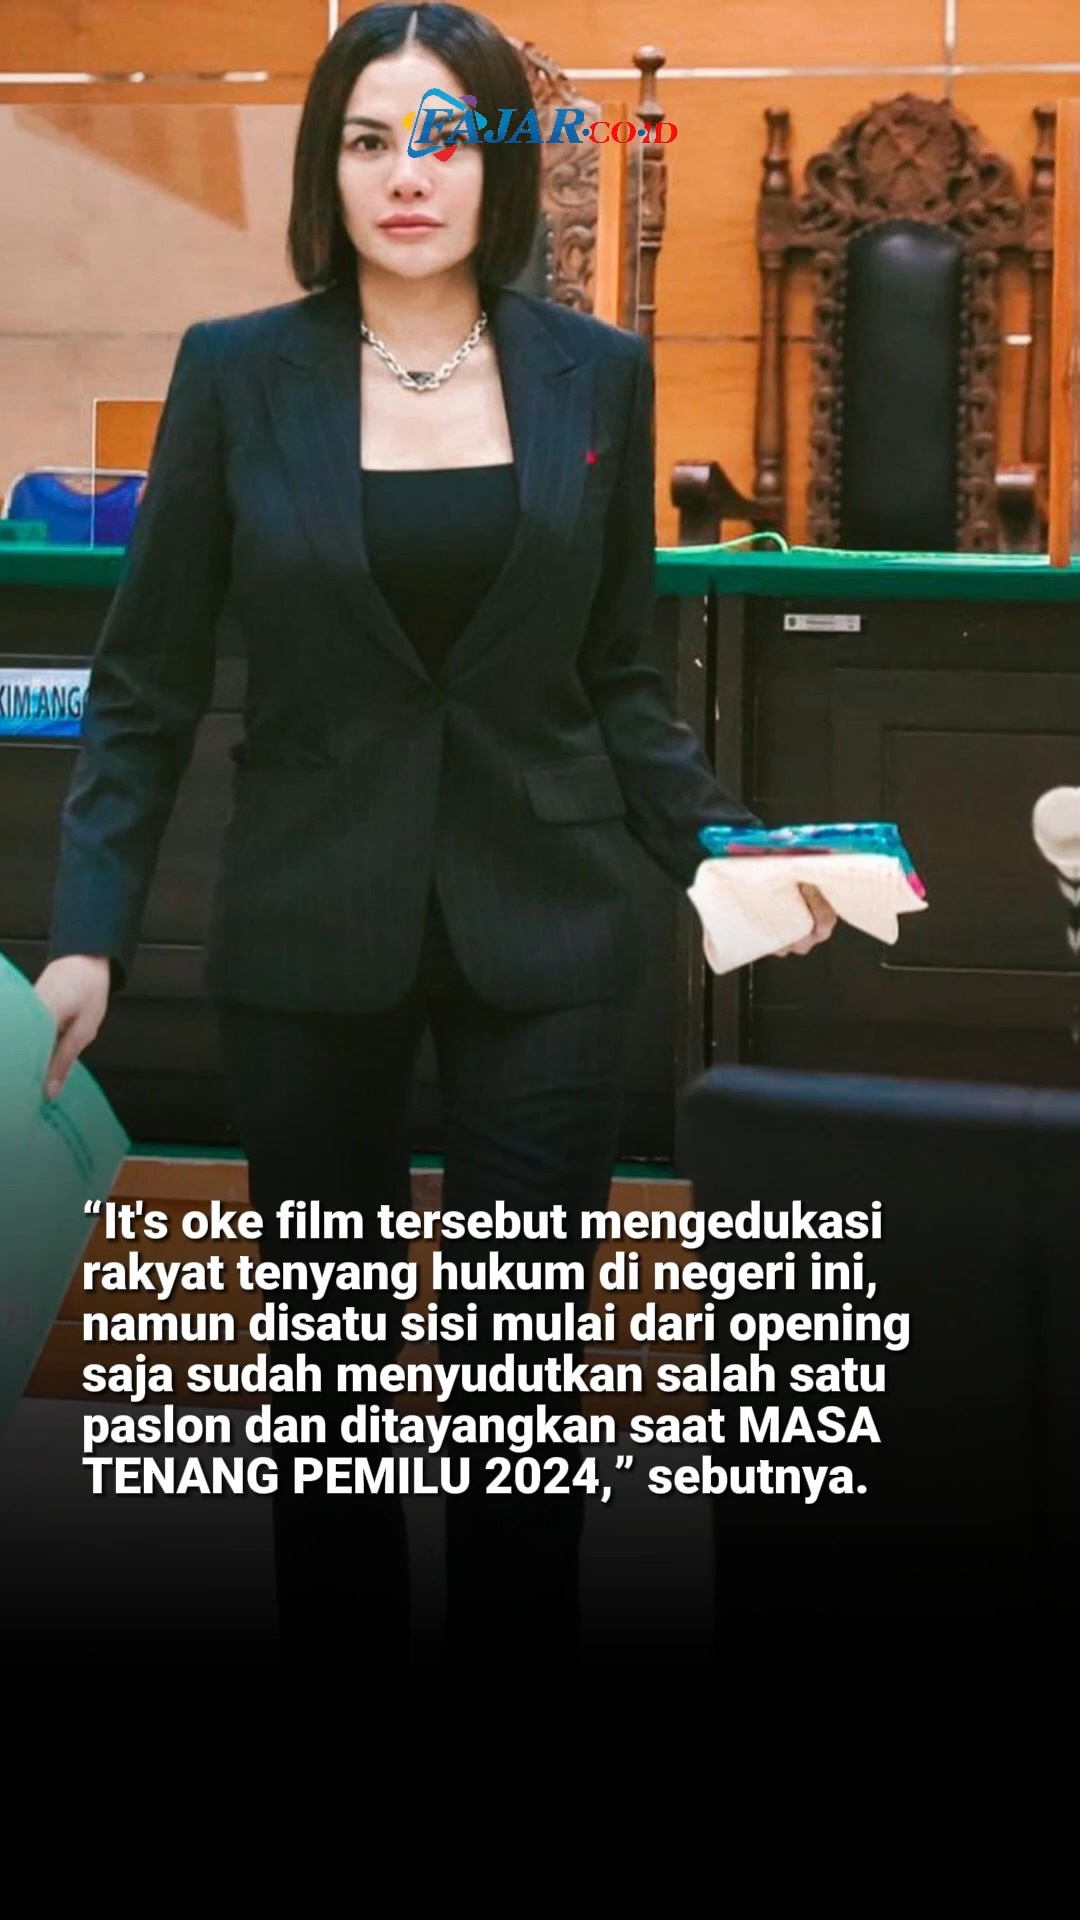 FAJAR.CO.ID
KIM ANGG
“It's oke film tersebut mengedukasi
rakyat tenyang hukum di negeri ini,
namun disatu sisi mulai dari opening
saja sudah menyudutkan salah satu
paslon dan ditayangkan saat MASA
TENANG PEMILU 2024,” sebutnya.